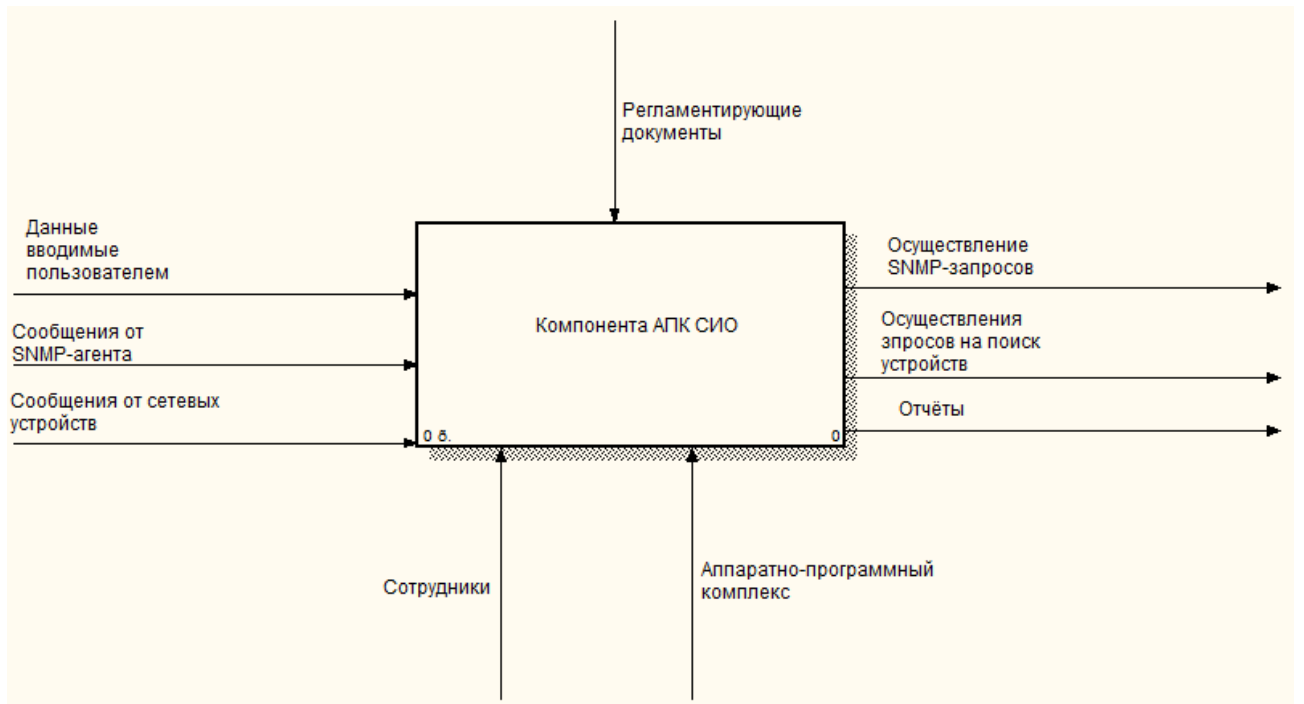 Регламентирующие
документы
Данные
вводимые
пользователем
Сообщения от
SNMP-агента
Сообщения от сетевых
устройств
Компонента АПК СИО
0 б.
0
Осуществление
SNMP-запросов
Осуществления
зпросов на поиск
устройств
Отчёты
Сотрудники
Аппаратно-программный
комплекс